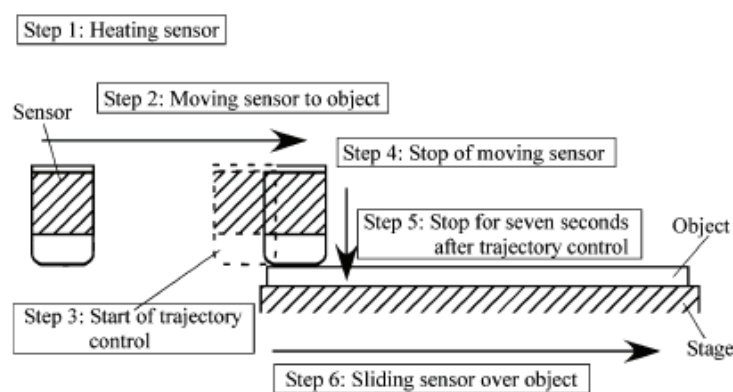 Step 1: Heating sensor
Step 2: Moving sensor to object
Sensor
Step 4: Stop of moving sensor
Step 5: Stop for seven seconds
after trajectory control
Object
Step 3: Start of trajectory
control
Stage
Step 6: Sliding sensor over object